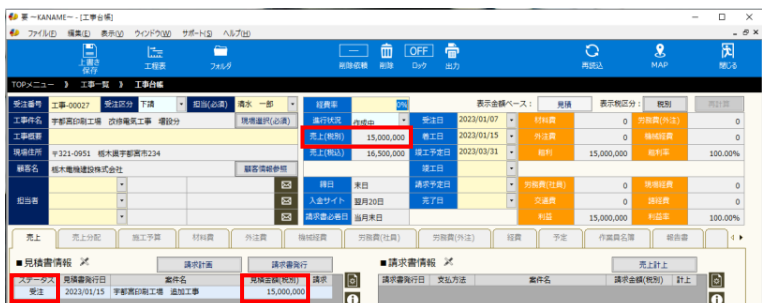 要 ーKANAMEー - [工事台帳]
ファイル(F) 編集(E) 表示(V) ウインドウ(W) サポート(S) ヘルプ(H)
上書き保存 工程表 フォルダ 削除依頼 削除 OFF ロック 出力 再読込 MAP 閉じる
TOPメニュー 》 工事一覧 》 工事台帳
受注番号 工事-00027 受注区分 下請 担当(必須) 清水 一郎 経費率 0% 表示金額ベース： 見積 表示税区分： 税別 再計算
工事件名 宇都宮印刷工場 改修電気工事 増設分 現場選択(必須) 進行状況 作成中 受注日 2023/01/07 材料費 0 労務費(外注) 0
工事概要 売上(税別) 15,000,000 着工日 2023/01/15 外注費 0 機械経費 0
現場住所 〒321-0951 栃木県宇都宮市234 売上(税込) 16,500,000 竣工予定日 2023/03/31 粗利 15,000,000 粗利率 100.00%
顧客名 栃木電機建設株式会社 顧客情報参照 竣工日
担当者 締日 末日 請求予定日 労務費(社員) 0 現場経費 0
入金サイト 翌月20日 完了日 交通費 0 諸経費 0
請求書必着日 当月末日 利益 15,000,000 利益率 100.00%
売上 売上分配 施工予算 材料費 外注費 機械経費 労務費(社員) 労務費(外注) 経費 予定 作業員名簿 報告書
■見積書情報 請求計画 請求書発行 ■請求書情報 売上計上
ステータス 見積書発行日 案件名 見積金額(税別) 請求 請求書発行日 支払方法 案件名 請求金額(税別) 計上
受注 2023/01/15 宇都宮印刷工場 追加工事 15,000,000